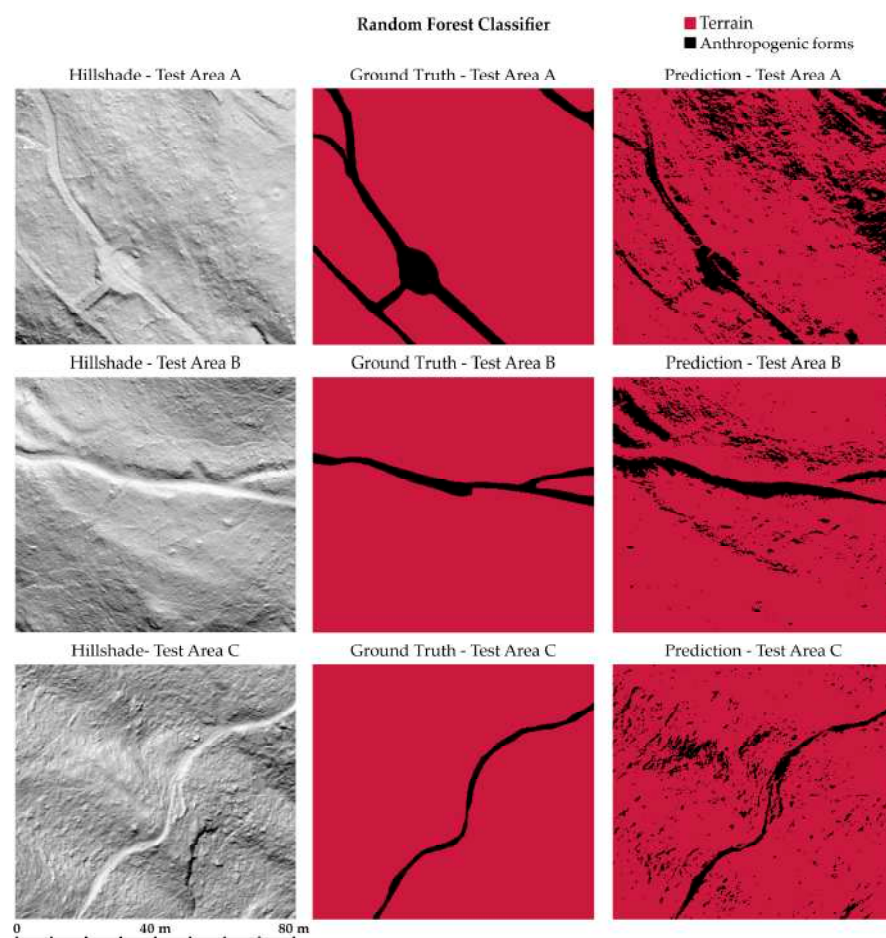 Random Forest Classifier
Terrain
Anthropogenic forms
Hillshade - Test Area A
Ground Truth - Test Area A
Prediction - Test Area A
Hillshade - Test Area B
Ground Truth - Test Area B
Prediction - Test Area B
Hillshade- Test Area C
Ground Truth - Test Area C
Prediction - Test Area C
0 40 m 80 m